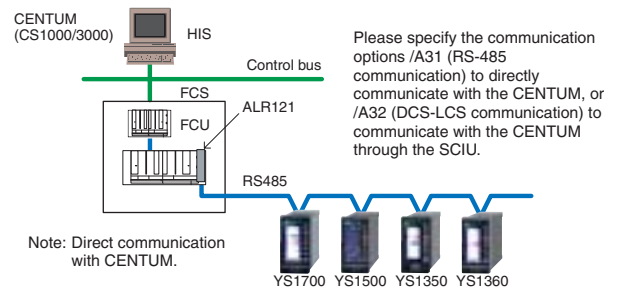 CENTUM
(CS1000/3000)
HIS
Control bus
FCS
ALR121
FCU
RS485
Please specify the communication
options /A31 (RS-485
communication) to directly
communicate with the CENTUM, or
/A32 (DCS-LCS communication) to
communicate with the CENTUM
through the SCIU.
Note: Direct communication
with CENTUM.
YS1700 YS1500 YS1350 YS1360